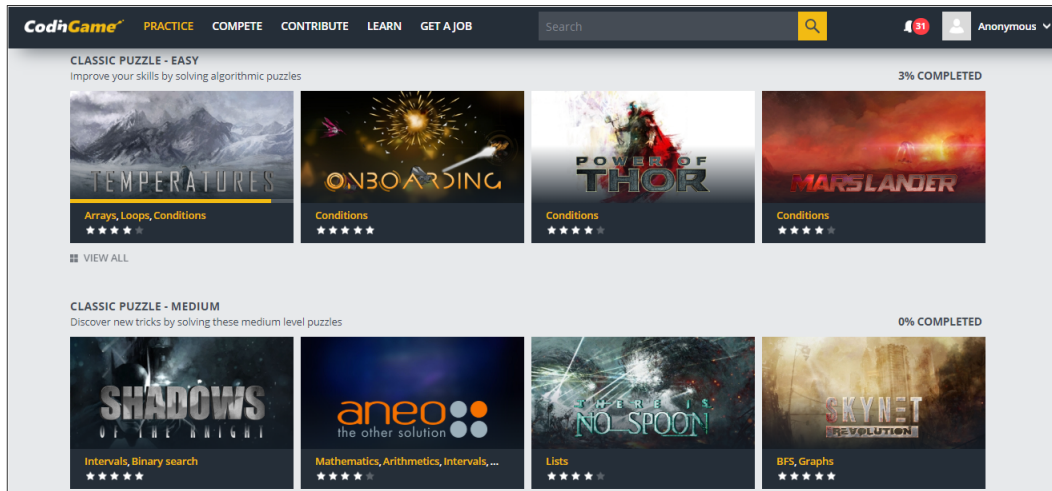 CodinGame PRACTICE COMPETE CONTRIBUTE LEARN GET A JOB Search 31 Anonymous
CLASSIC PUZZLE - EASY
Improve your skills by solving algorithmic puzzles 3% COMPLETED
TEMPERATURES ONBOARDING POWER OF THOR MARS LANDER
Arrays, Loops, Conditions Conditions Conditions Conditions
VIEW ALL
CLASSIC PUZZLE - MEDIUM
Discover new tricks by solving these medium level puzzles 0% COMPLETED
SHADOWS OF THE KNIGHT aneo the other solution THERE IS NO SPOON SKYNET REVOLUTION
Intervals, Binary search Mathematics, Arithmetics, Intervals, ... Lists BFS, Graphs